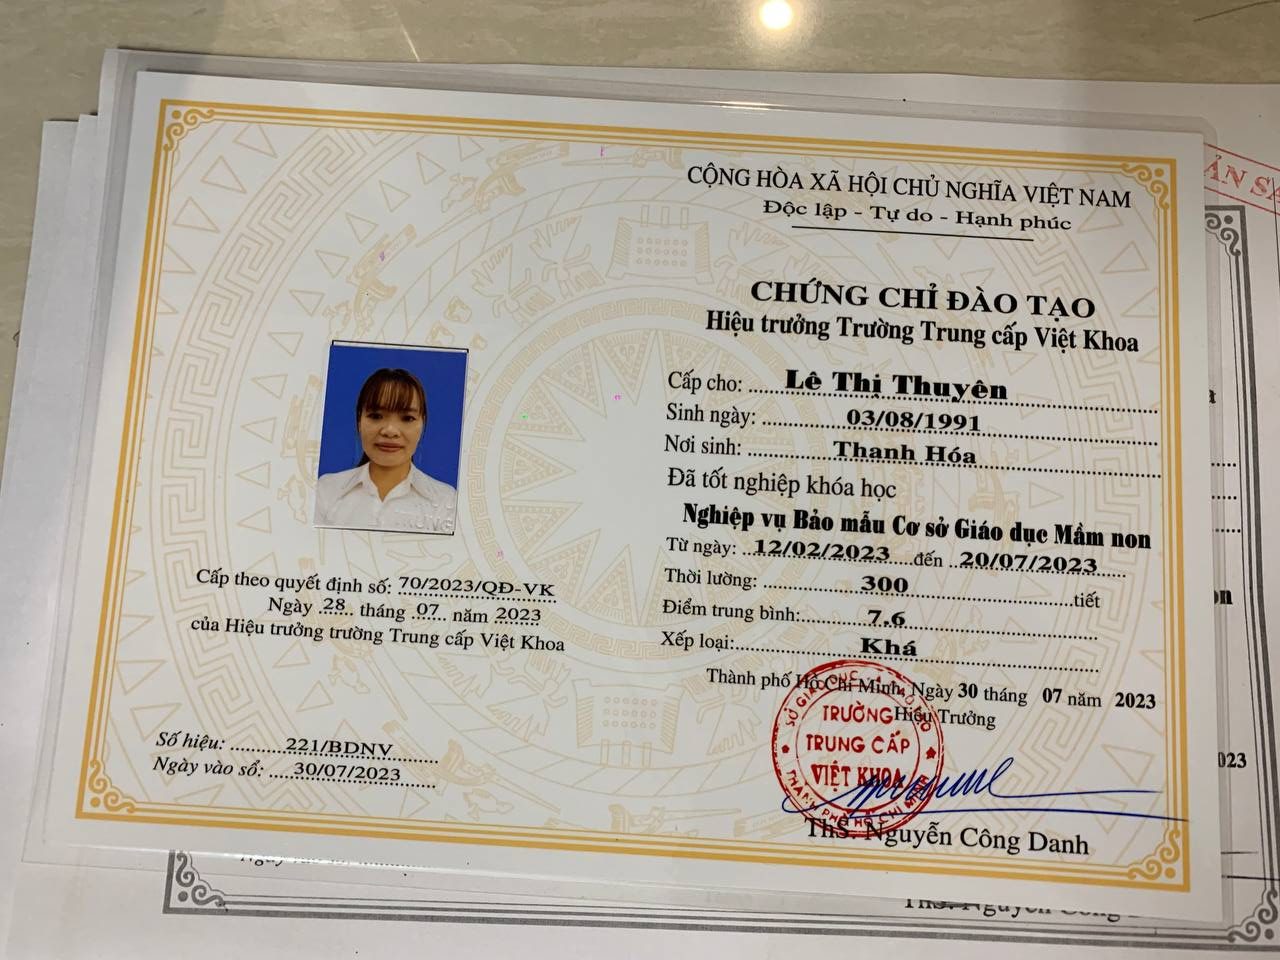 CỘNG HÒA XÃ HỘI CHỦ NGHĨA VIỆT NAM
Độc lập - Tự do - Hạnh phúc
CHỨNG CHỈ ĐÀO TẠO
Hiệu trưởng Trường Trung cấp Việt Khoa
Cấp cho: Lê Thị Thuyên
Sinh ngày: 03/08/1991
Nơi sinh: Thanh Hóa
Đã tốt nghiệp khóa học
Nghiệp vụ Bảo mẫu Cơ sở Giáo dục Mầm non
Từ ngày: 12/02/2023 đến 20/07/2023
Thời lượng: 300 tiết
Điểm trung bình: 7,6
Xếp loại: Khá
Thành phố Hồ Chí Minh, Ngày 30 tháng 07 năm 2023
Hiệu Trưởng
TRƯỜNG
TRUNG CẤP
VIỆT KHOA
THÀNH PHỐ HỒ CHÍ MINH
ThS. Nguyễn Công Danh
Cấp theo quyết định số: 70/2023/QĐ-VK
Ngày 28 tháng 07 năm 2023
của Hiệu trưởng trường Trung cấp Việt Khoa
Số hiệu: 221/BDNV
Ngày vào sổ: 30/07/2023